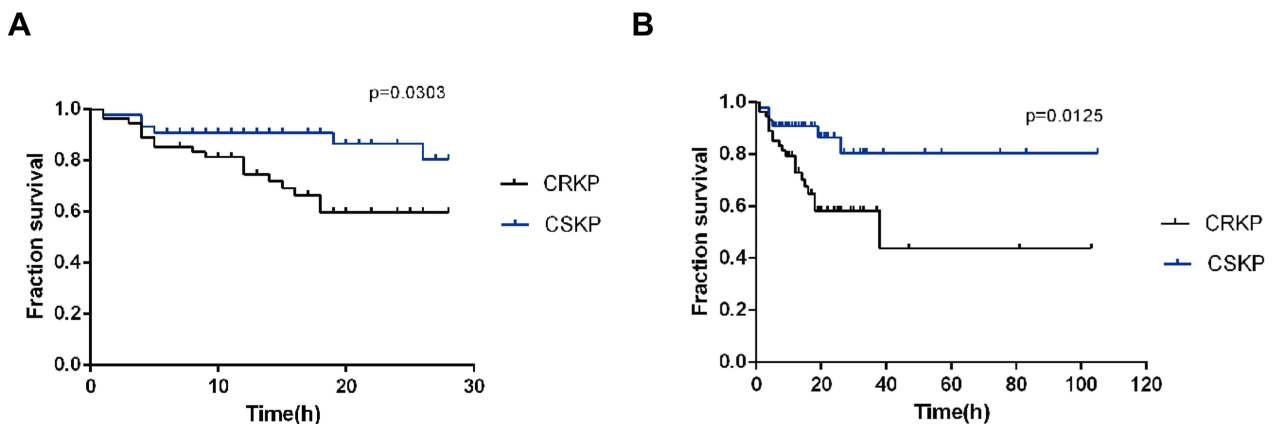 A
p=0.0303
1.0
0.8
0.6
0.4
0.2
0.0
Fraction survival
0 10 20 30
Time(h)
CRKP
CSKP
B
p=0.0125
1.0
0.8
0.6
0.4
0.2
0.0
Fraction survival
0 20 40 60 80 100 120
Time(h)
CRKP
CSKP